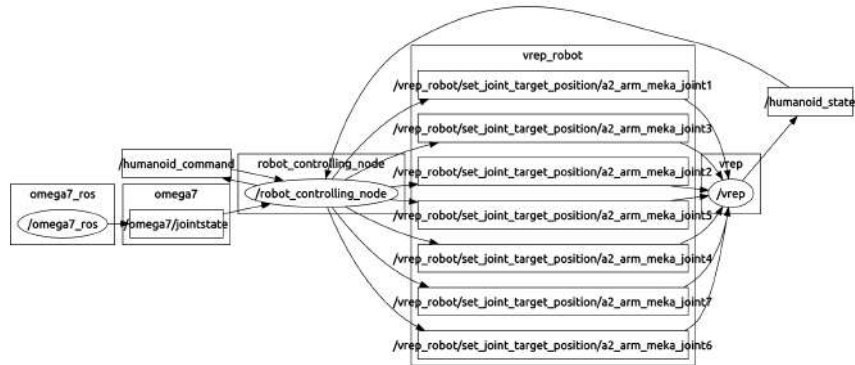 vrep_robot
/vrep_robot/set_joint_target_position/a2_arm_meka_joint1
/humanoid_state
/vrep_robot/set_joint_target_position/a2_arm_meka_joint3
/humanoid_command
robot_controlling_node
vrep
/vrep_robot/set_joint_target_position/a2_arm_meka_joint2
omega7_ros
omega7
/robot_controlling_node
/vrep
/omega7_ros
/omega7/jointstate
/vrep_robot/set_joint_target_position/a2_arm_meka_joint5
/vrep_robot/set_joint_target_position/a2_arm_meka_joint4
/vrep_robot/set_joint_target_position/a2_arm_meka_joint7
/vrep_robot/set_joint_target_position/a2_arm_meka_joint6